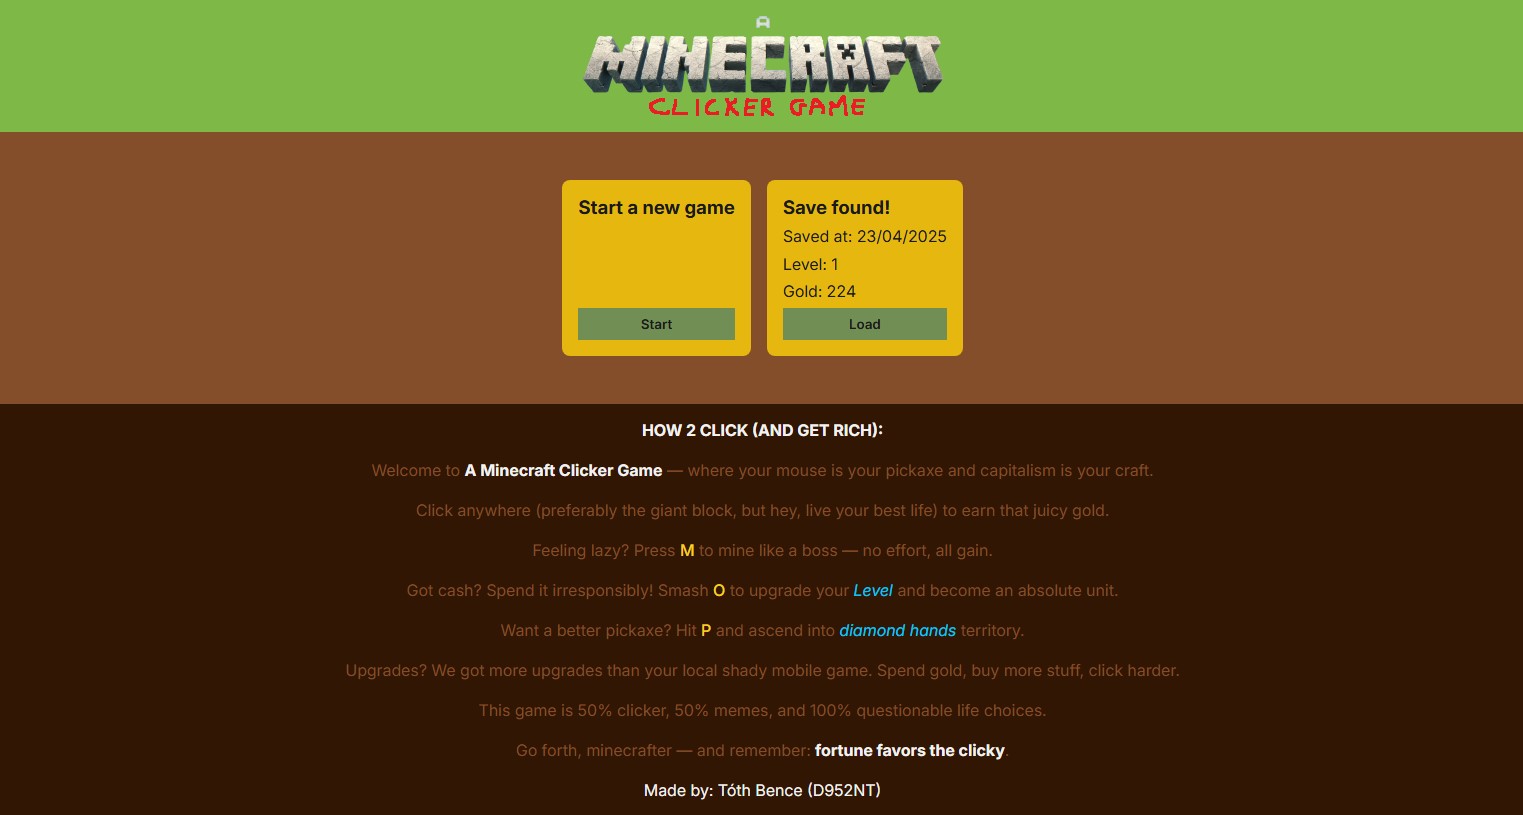 A
MINECRAFT
CLICKER GAME
Start a new game
Start
Save found!
Saved at: 23/04/2025
Level: 1
Gold: 224
Load
HOW 2 CLICK (AND GET RICH):
Welcome to A Minecraft Clicker Game — where your mouse is your pickaxe and capitalism is your craft.
Click anywhere (preferably the giant block, but hey, live your best life) to earn that juicy gold.
Feeling lazy? Press M to mine like a boss — no effort, all gain.
Got cash? Spend it irresponsibly! Smash O to upgrade your Level and become an absolute unit.
Want a better pickaxe? Hit P and ascend into diamond hands territory.
Upgrades? We got more upgrades than your local shady mobile game. Spend gold, buy more stuff, click harder.
This game is 50% clicker, 50% memes, and 100% questionable life choices.
Go forth, minecrafter — and remember: fortune favors the clicky.
Made by: Tóth Bence (D952NT)